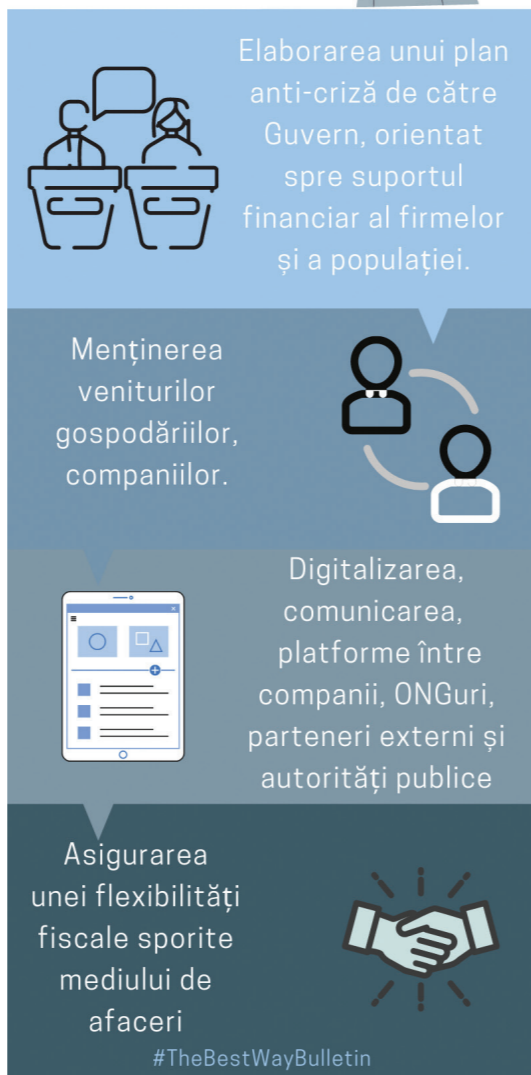 Elaborarea unui plan
anti-criză de către
Guvern, orientat
spre suportul
financiar al firmelor
și a populației.
Menținerea
veniturilor
gospodăriilor,
companiilor.
Digitalizarea,
comunicarea,
platforme între
companii, ONGuri,
parteneri externi și
autorități publice
Asigurarea
unei flexibilități
fiscale sporite
mediului de
afaceri
#TheBestWayBulletin